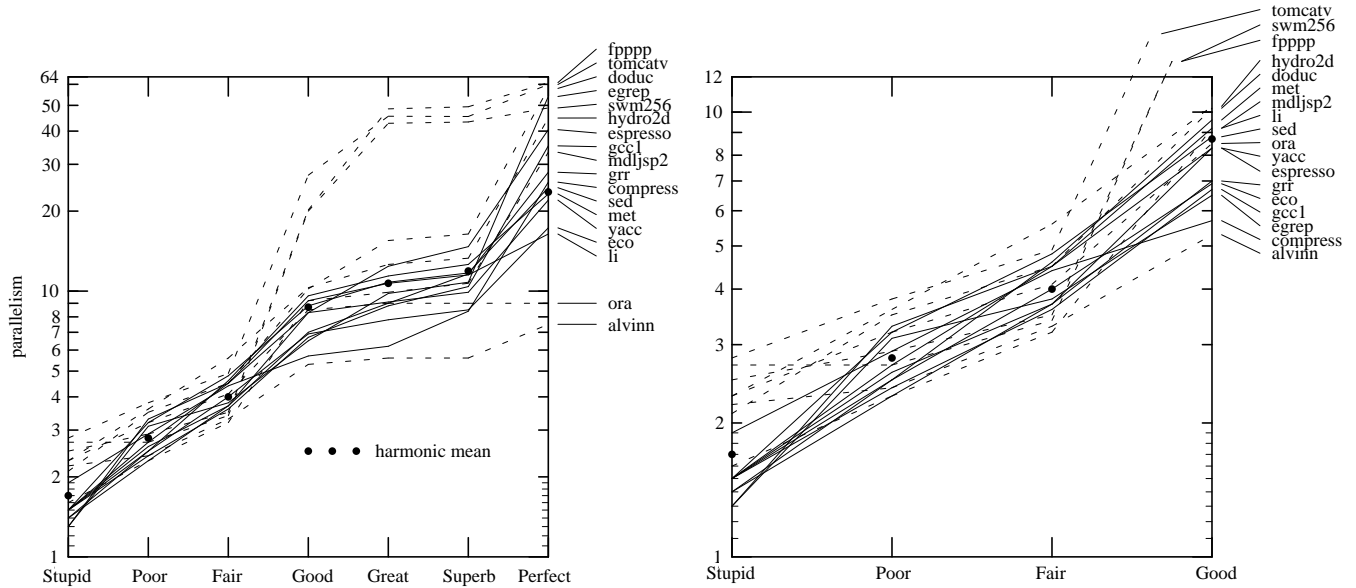 parallelism
64
50
40
30
20
10
8
7
6
5
4
3
2
1
Stupid Poor Fair Good Great Superb Perfect
harmonic mean
fpppp
tomcatv
doduc
egrep
swm256
hydro2d
espresso
gcc1
mdljsp2
grr
compress
sed
met
yacc
eco
li
ora
alvinn
12
10
8
7
6
5
4
3
2
1
Stupid Poor Fair Good
tomcatv
swm256
fpppp
hydro2d
doduc
met
mdljsp2
li
sed
ora
yacc
espresso
grr
eco
gcc1
egrep
compress
alvinn